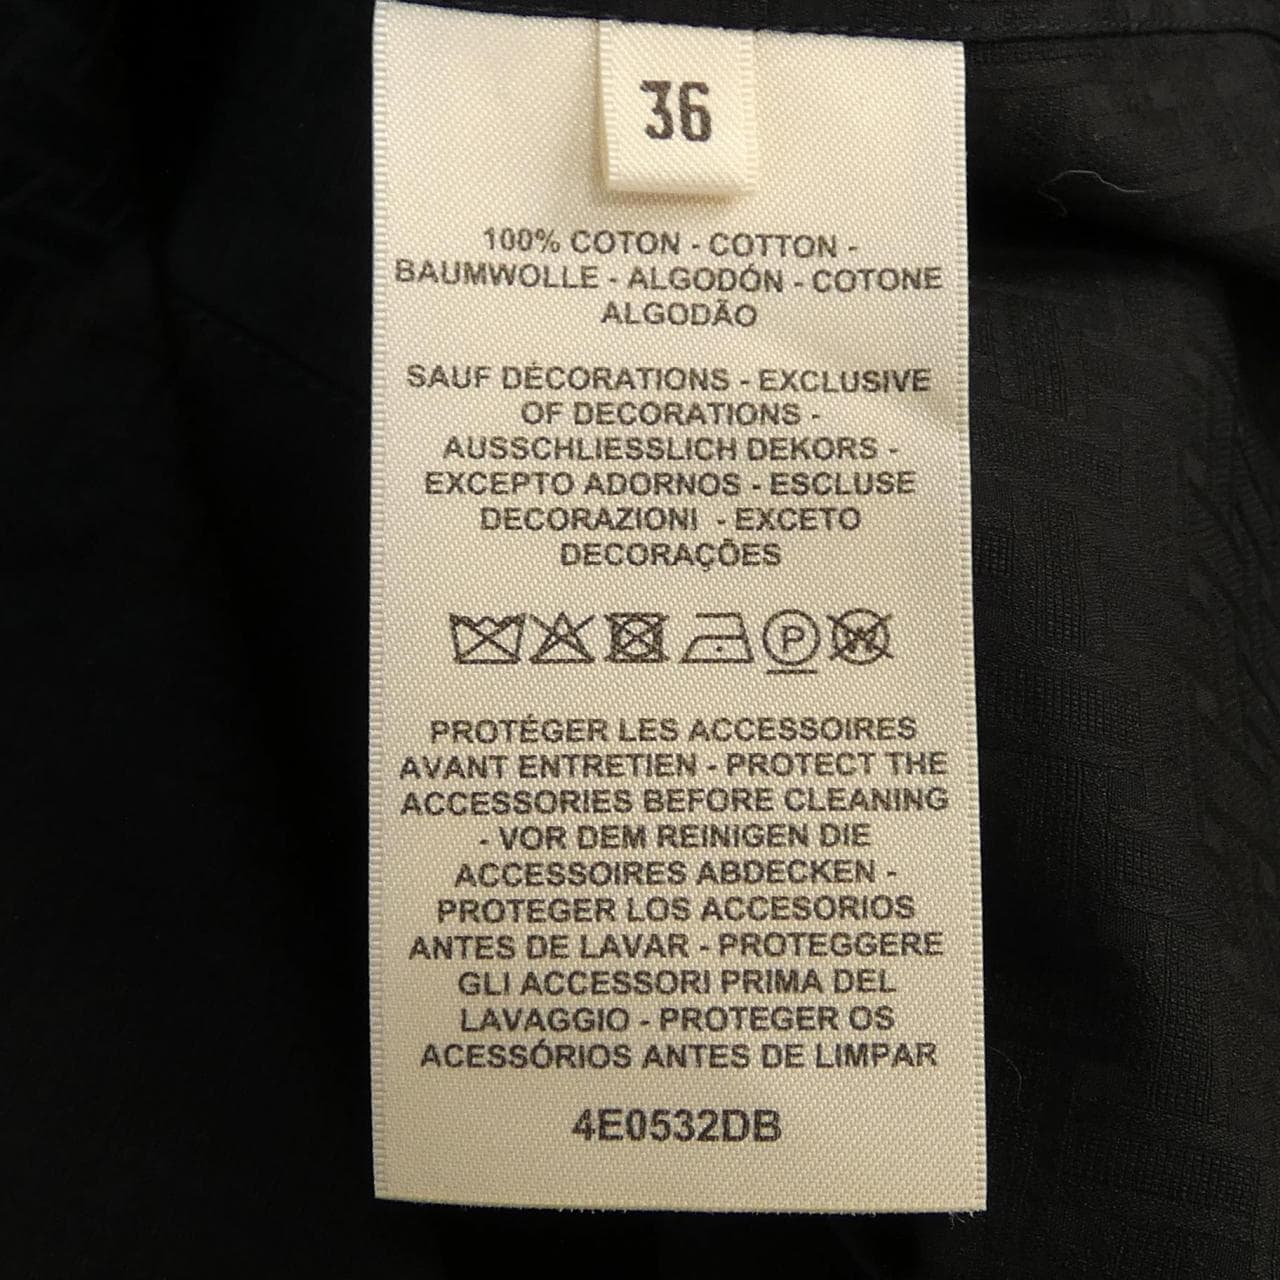 36
100% COTON - COTTON -
BAUMWOLLE - ALGODÓN - COTONE
ALGODÃO
SAUF DÉCORATIONS - EXCLUSIVE
OF DECORATIONS -
AUSSCHLIESSLICH DEKORS -
EXCEPTO ADORNOS - ESCLUSE
DECORAZIONI - EXCETO
DECORAÇÕES
P W
PROTÉGER LES ACCESSOIRES
AVANT ENTRETIEN - PROTECT THE
ACCESSORIES BEFORE CLEANING
- VOR DEM REINIGEN DIE
ACCESSOIRES ABDECKEN -
PROTEGER LOS ACCESORIOS
ANTES DE LAVAR - PROTEGGERE
GLI ACCESSORI PRIMA DEL
LAVAGGIO - PROTEGER OS
ACESSÓRIOS ANTES DE LIMPAR
4E0532DB